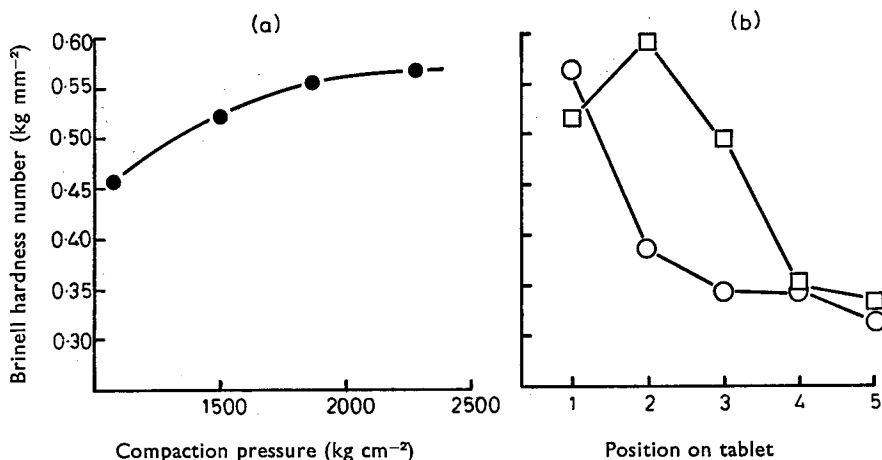 (a)
(b)
Brinell hardness number (kg mm⁻²)
0·60
0·55
0·50
0·45
0·40
0·35
0·30
1500 2000 2500
1 2 3 4 5
Compaction pressure (kg cm⁻²)
Position on tablet